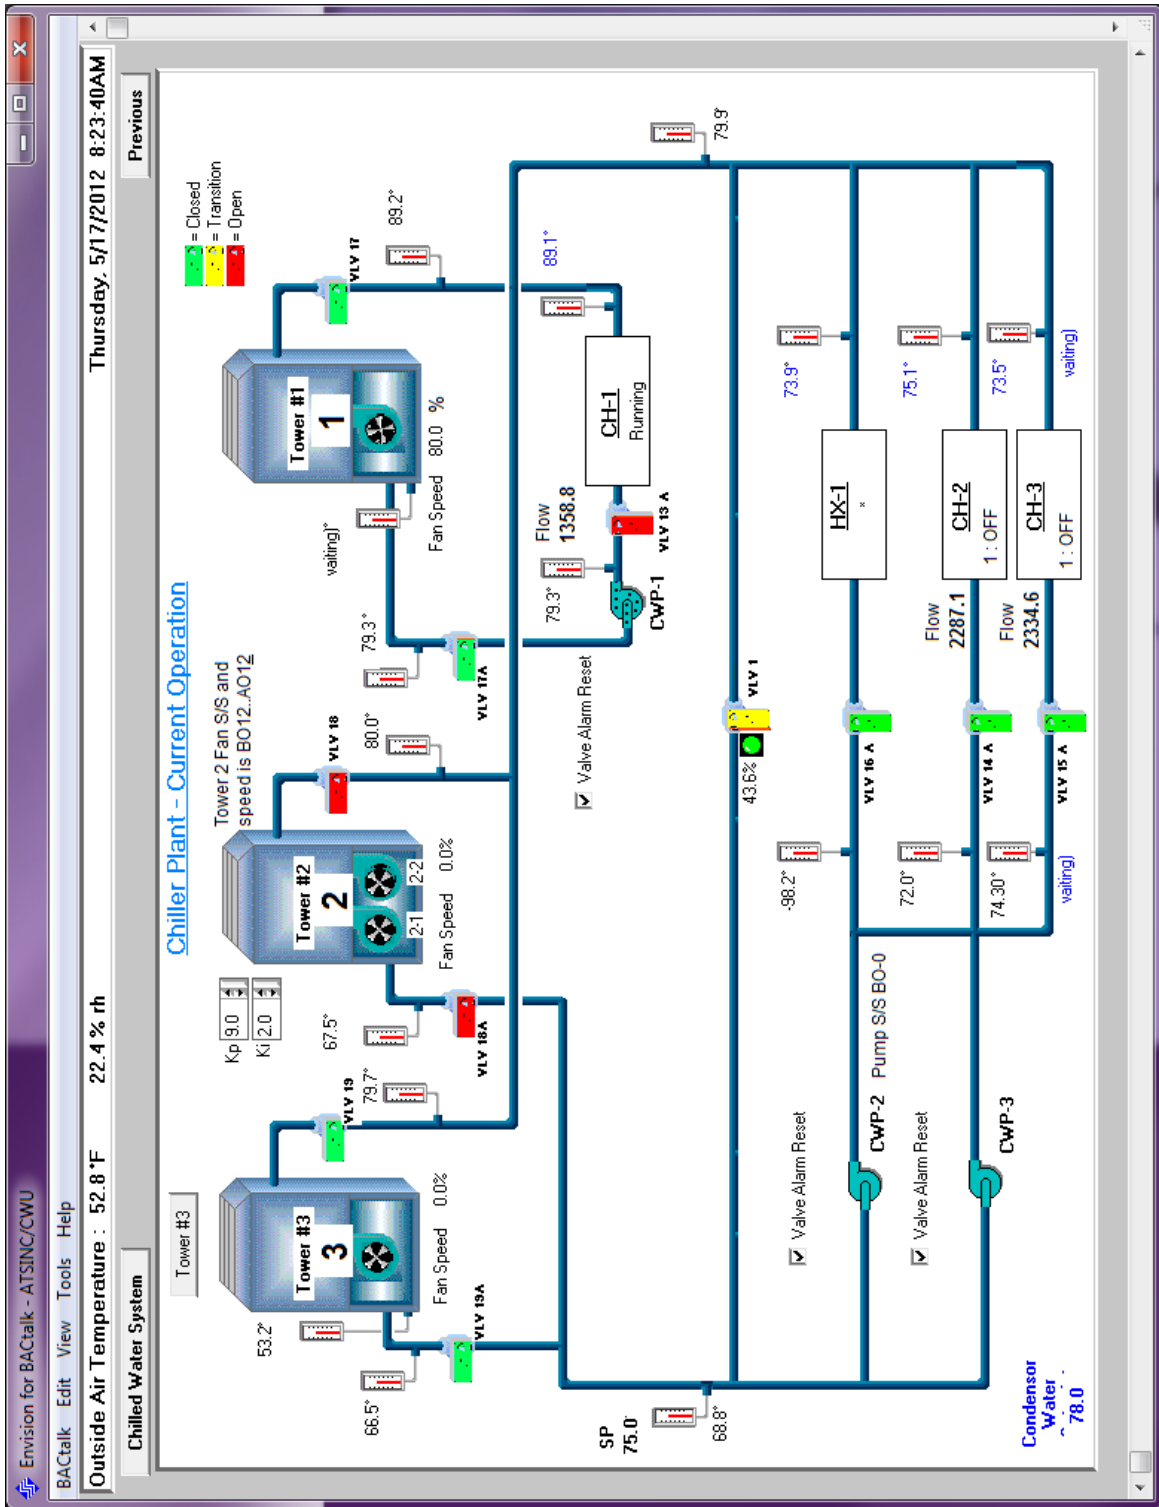 Envision for BACtalk - ATSINC/CWU
BACtalk Edit View Tools Help
Outside Air Temperature : 52.8°F 22.4 % rh Thursday, 5/17/2012 8:23:40AM
Chilled Water System
Previous
Chiller Plant - Current Operation
Tower #3
= Closed
= Transition
= Open
Kp 9.0
Ki 2.0
Tower 2 Fan S/S and
speed is BO12..AO12
Tower #3
3
Tower #2
2
2-1 2-2
Tower #1
1
VLV 19
VLV 18
VLV 17
53.2°
66.5°
Fan Speed 0.0%
79.7°
67.5°
Fan Speed 0.0%
80.0°
79.3°
vaiting)°
Fan Speed 80.0 %
89.2°
VLV 19A
VLV 18A
VLV 17A
79.3°
Flow
1358.8
89.1°
CWP-1
VLV 13 A
CH-1
Running
Valve Alarm Reset
SP
75.0
68.8°
79.9°
43.6%
VLV 1
-98.2°
73.9°
VLV 16 A
HX-1
Valve Alarm Reset
CWP-2 Pump S/S BO-0
72.0°
Flow
2287.1
75.1°
VLV 14 A
CH-2
1 : OFF
Valve Alarm Reset
CWP-3
74.30°
Flow
2334.6
73.5°
VLV 15 A
CH-3
1 : OFF
vaiting)
vaiting)
Condensor
Water
78.0